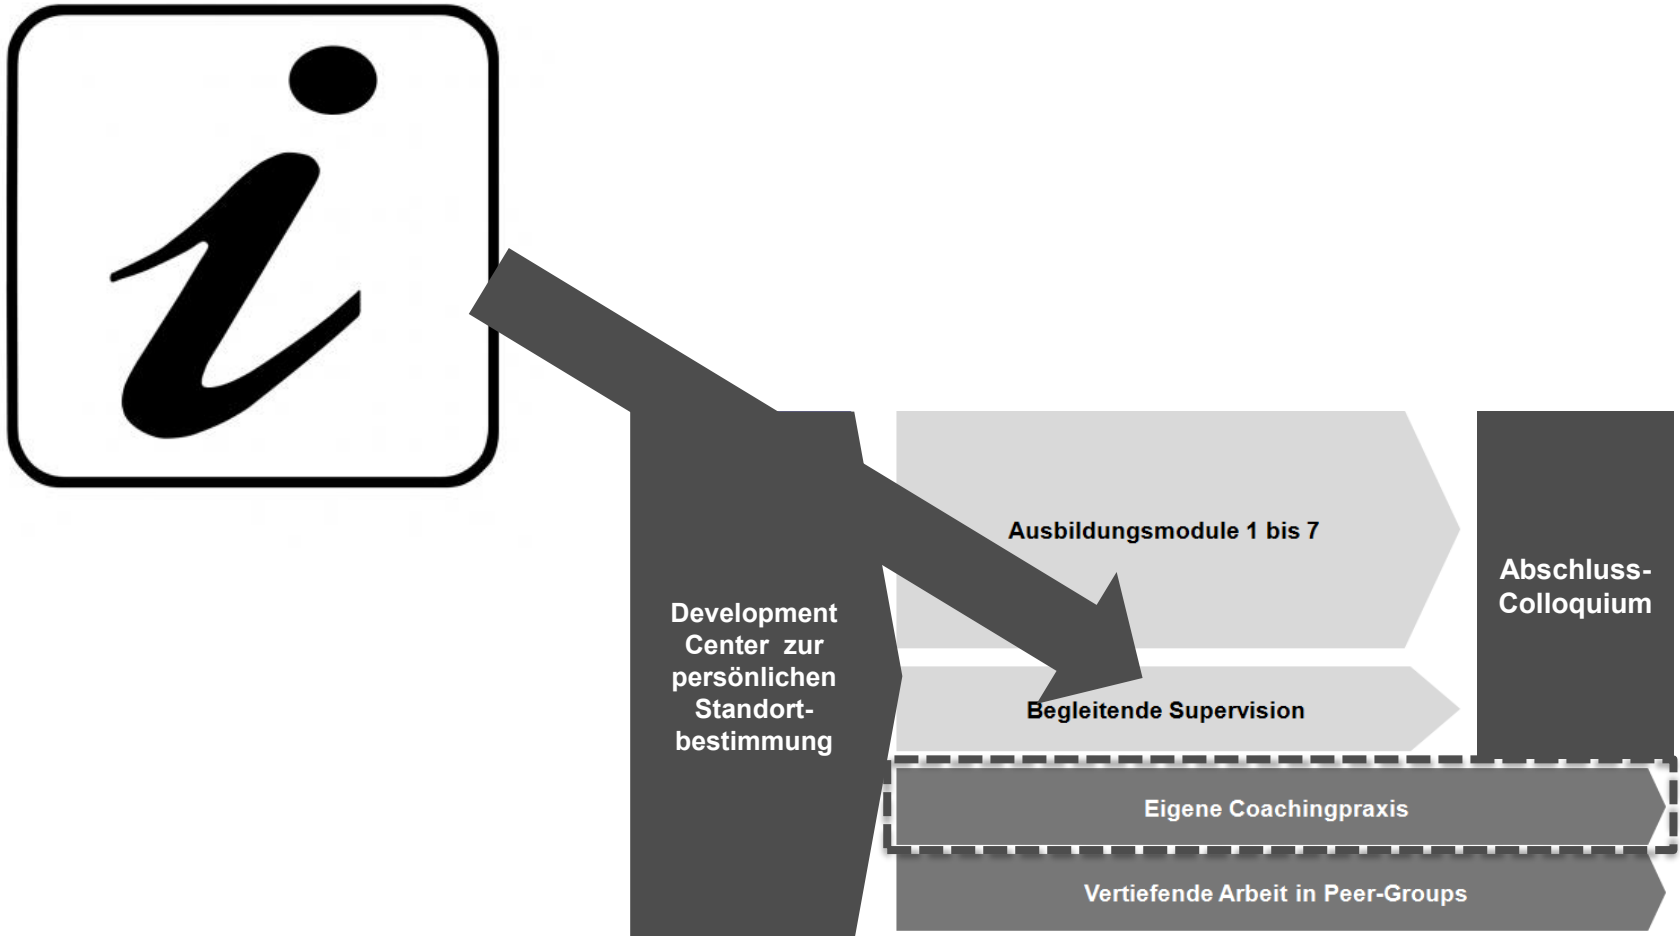 i
Development
Center zur
persönlichen
Standort-
bestimmung
Ausbildungsmodule 1 bis 7
Begleitende Supervision
Eigene Coachingpraxis
Vertiefende Arbeit in Peer-Groups
Abschluss-
Colloquium